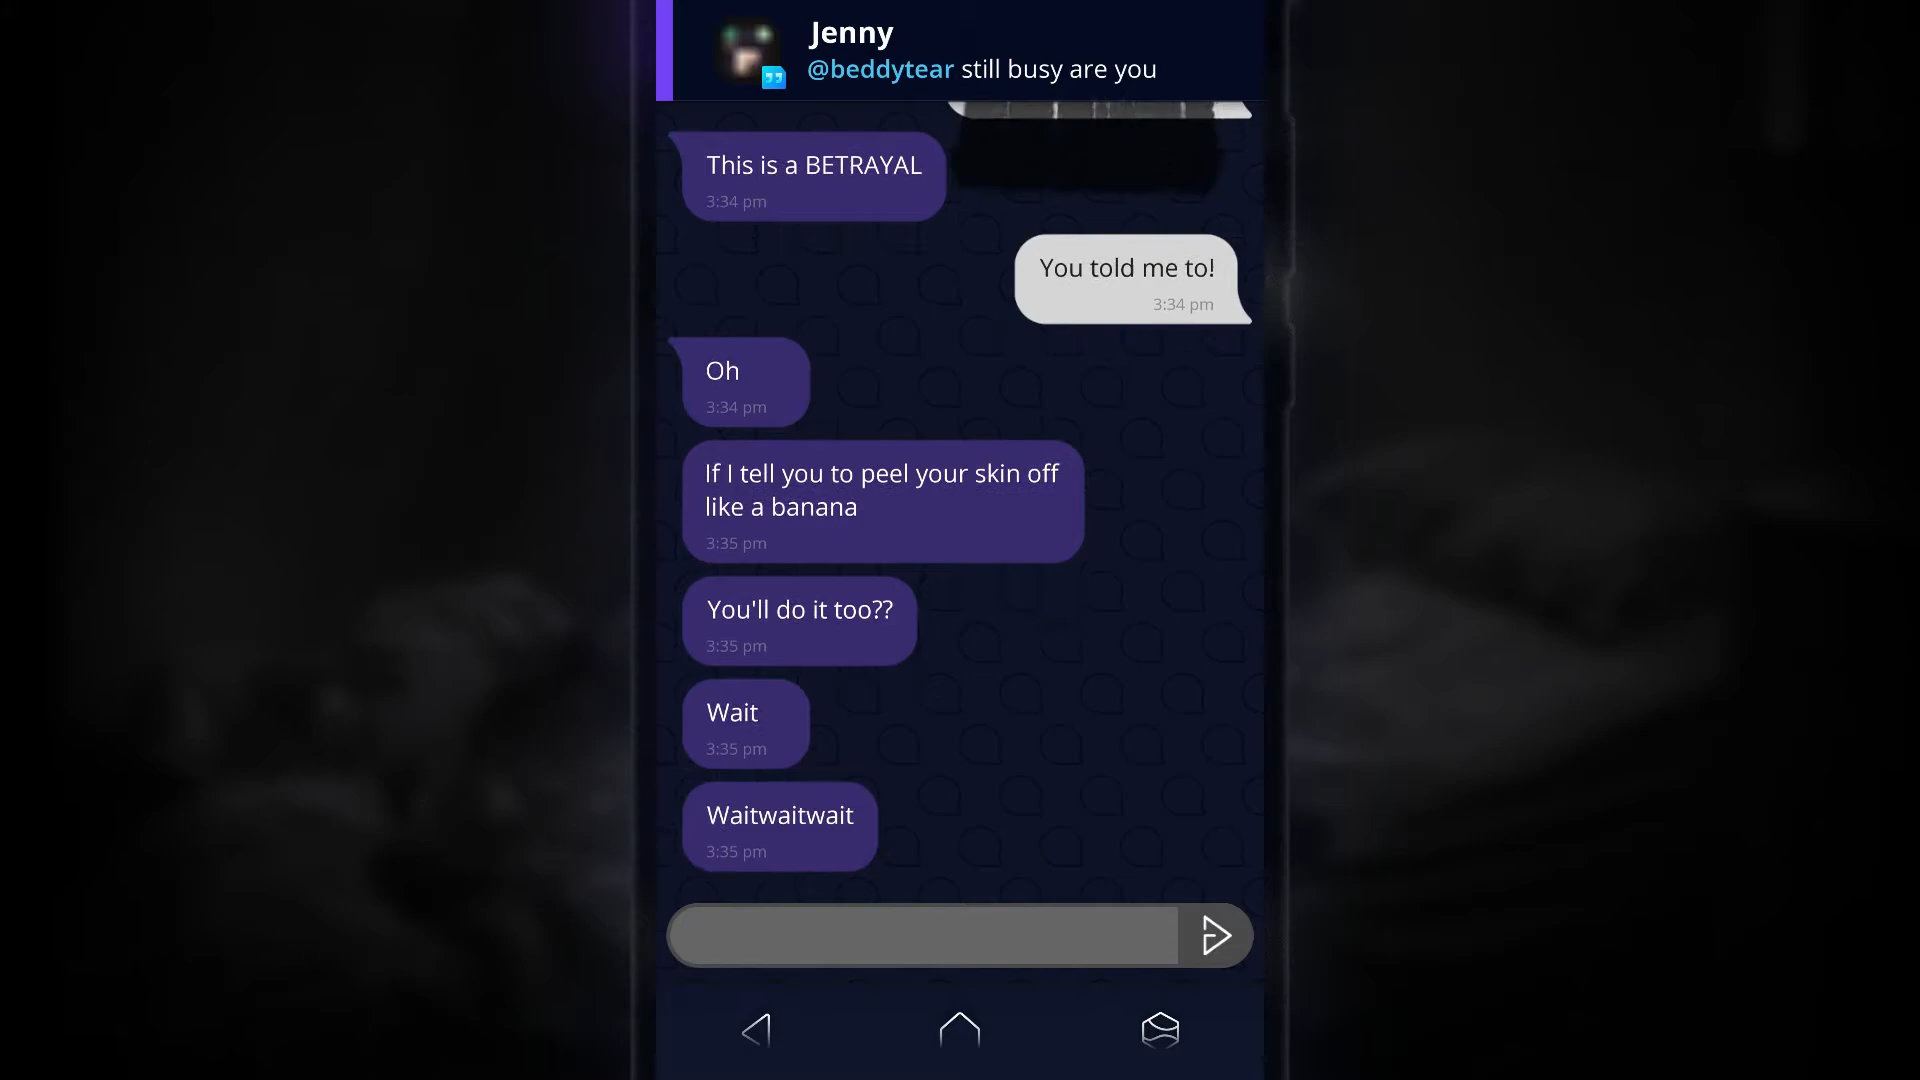 Jenny
@beddytear still busy are you
This is a BETRAYAL
3:34 pm
You told me to!
3:34 pm
Oh
3:34 pm
If I tell you to peel your skin off
like a banana
3:35 pm
You'll do it too??
3:35 pm
Wait
3:35 pm
Waitwaitwait
3:35 pm